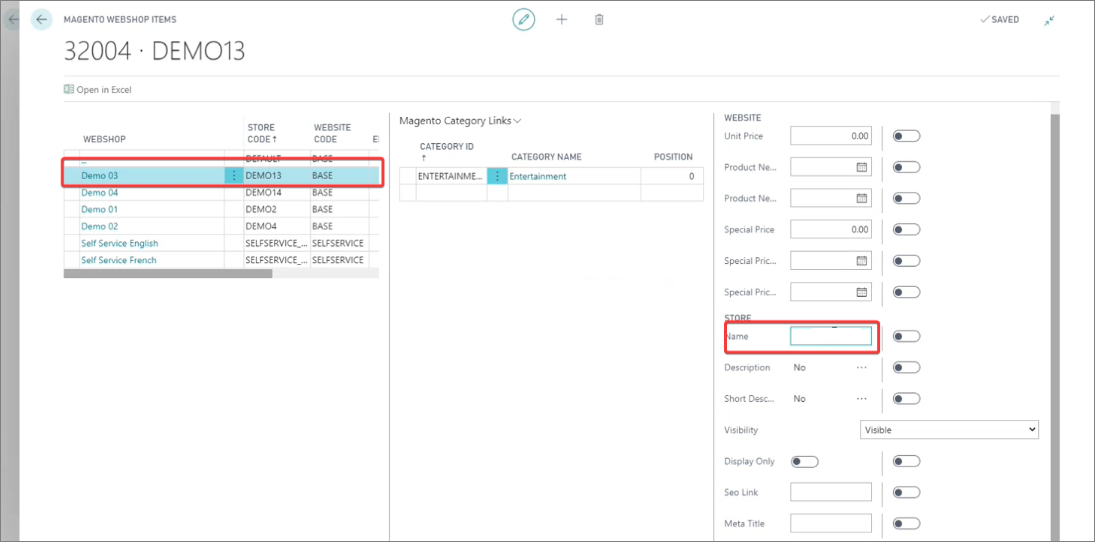 MAGENTO WEBSHOP ITEMS
SAVED
32004 · DEMO13
Open in Excel
WEBSHOP STORE CODE ↑ WEBSITE CODE
_ DEFAULT BASE
Demo 03 DEMO13 BASE
Demo 04 DEMO14 BASE
Demo 01 DEMO2 BASE
Demo 02 DEMO4 BASE
Self Service English SELFSERVICE_... SELFSERVICE
Self Service French SELFSERVICE_... SELFSERVICE
Magento Category Links
CATEGORY ID ↑ CATEGORY NAME POSITION
ENTERTAINME... Entertainment 0
WEBSITE
Unit Price 0.00
Product Ne...
Product Ne...
Special Price 0.00
Special Pric...
Special Pric...
STORE
Name
Description No ...
Short Desc... No ...
Visibility Visible
Display Only
Seo Link
Meta Title